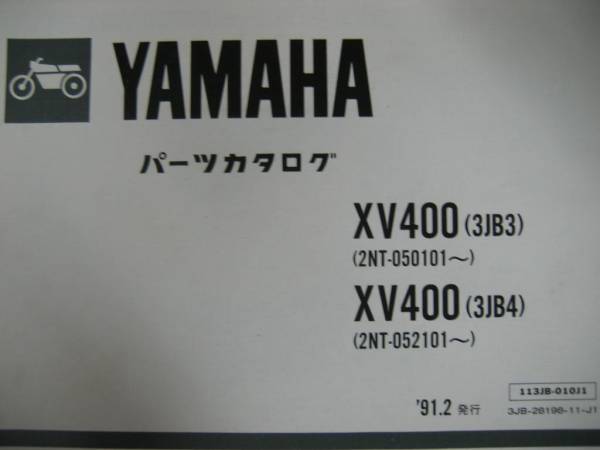 YAMAHA
パーツカタログ
XV400 (3JB3)
(2NT-050101〜)
XV400 (3JB4)
(2NT-052101〜)
113JB-010J1
'91.2 発行
3JB-28198-11-J1